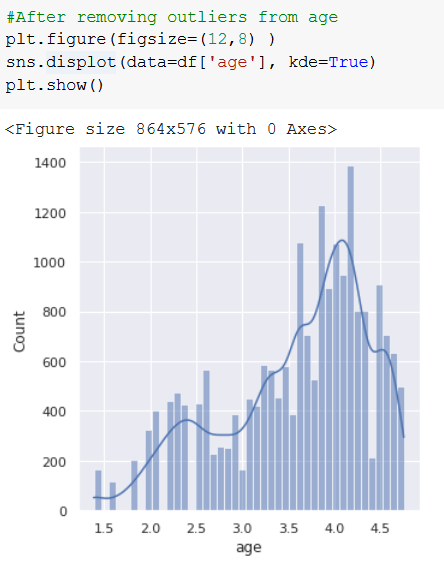 #After removing outliers from age
plt.figure(figsize=(12,8) )
sns.displot(data=df['age'], kde=True)
plt.show()
<Figure size 864x576 with 0 Axes>
1400
1200
1000
800
600
400
200
0
Count
1.5 2.0 2.5 3.0 3.5 4.0 4.5
age